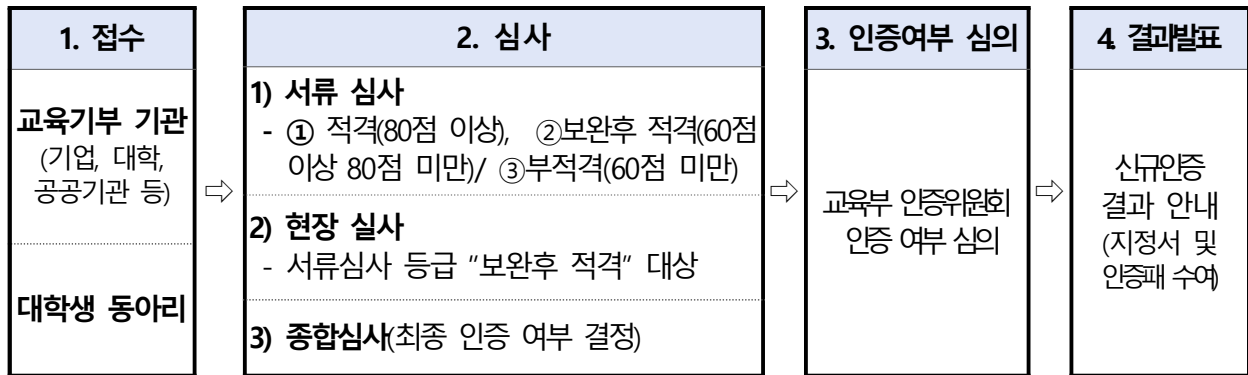 1. 접수
교육기부 기관
(기업, 대학,
공공기관 등)
대학생 동아리
⇨
2. 심사
1) 서류 심사
- ① 적격(80점 이상), ②보완후 적격(60점
이상 80점 미만)/ ③부적격(60점 미만)
2) 현장 실사
- 서류심사 등급 "보완후 적격" 대상
3) 종합심사(최종 인증 여부 결정)
⇨
3. 인증여부 심의
교육부 인증위원회
인증 여부 심의
⇨
4. 결과발표
신규인증
결과 안내
(지정서 및
인증패 수여)